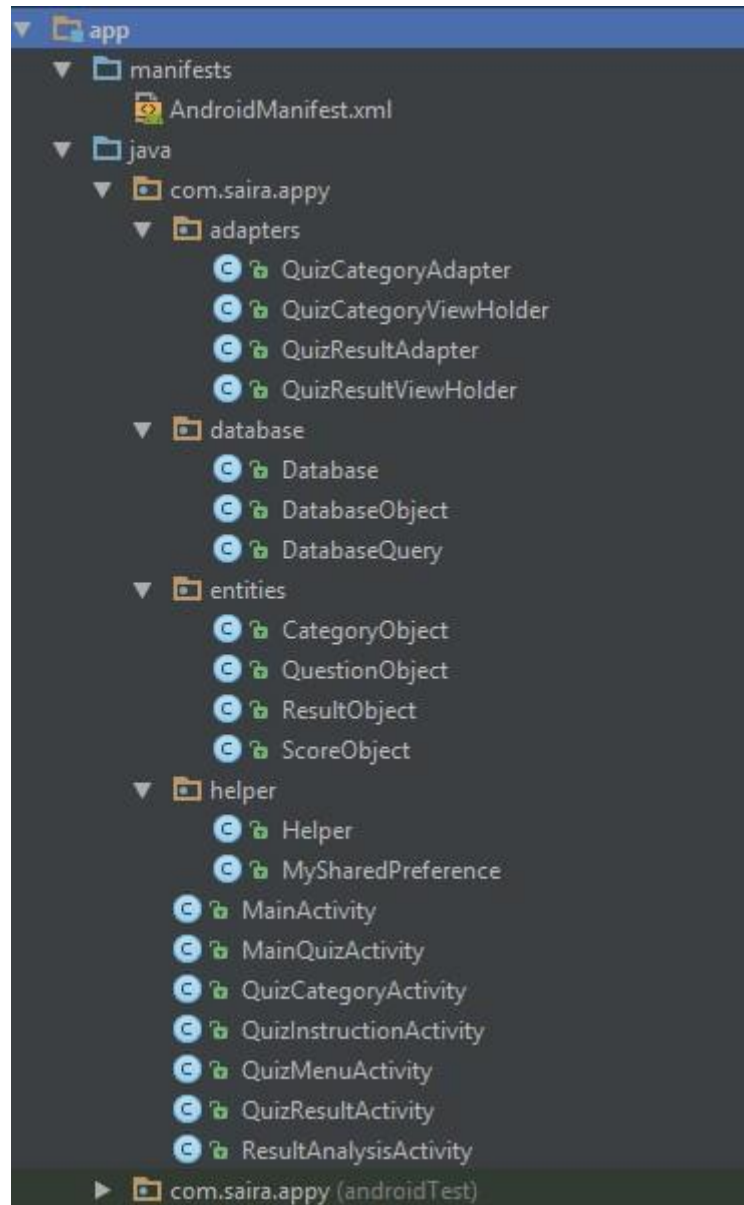 app
manifests
AndroidManifest.xml
java
com.saira.appy
adapters
QuizCategoryAdapter
QuizCategoryViewHolder
QuizResultAdapter
QuizResultViewHolder
database
Database
DatabaseObject
DatabaseQuery
entities
CategoryObject
QuestionObject
ResultObject
ScoreObject
helper
Helper
MySharedPreference
MainActivity
MainQuizActivity
QuizCategoryActivity
QuizInstructionActivity
QuizMenuActivity
QuizResultActivity
ResultAnalysisActivity
com.saira.appy (androidTest)